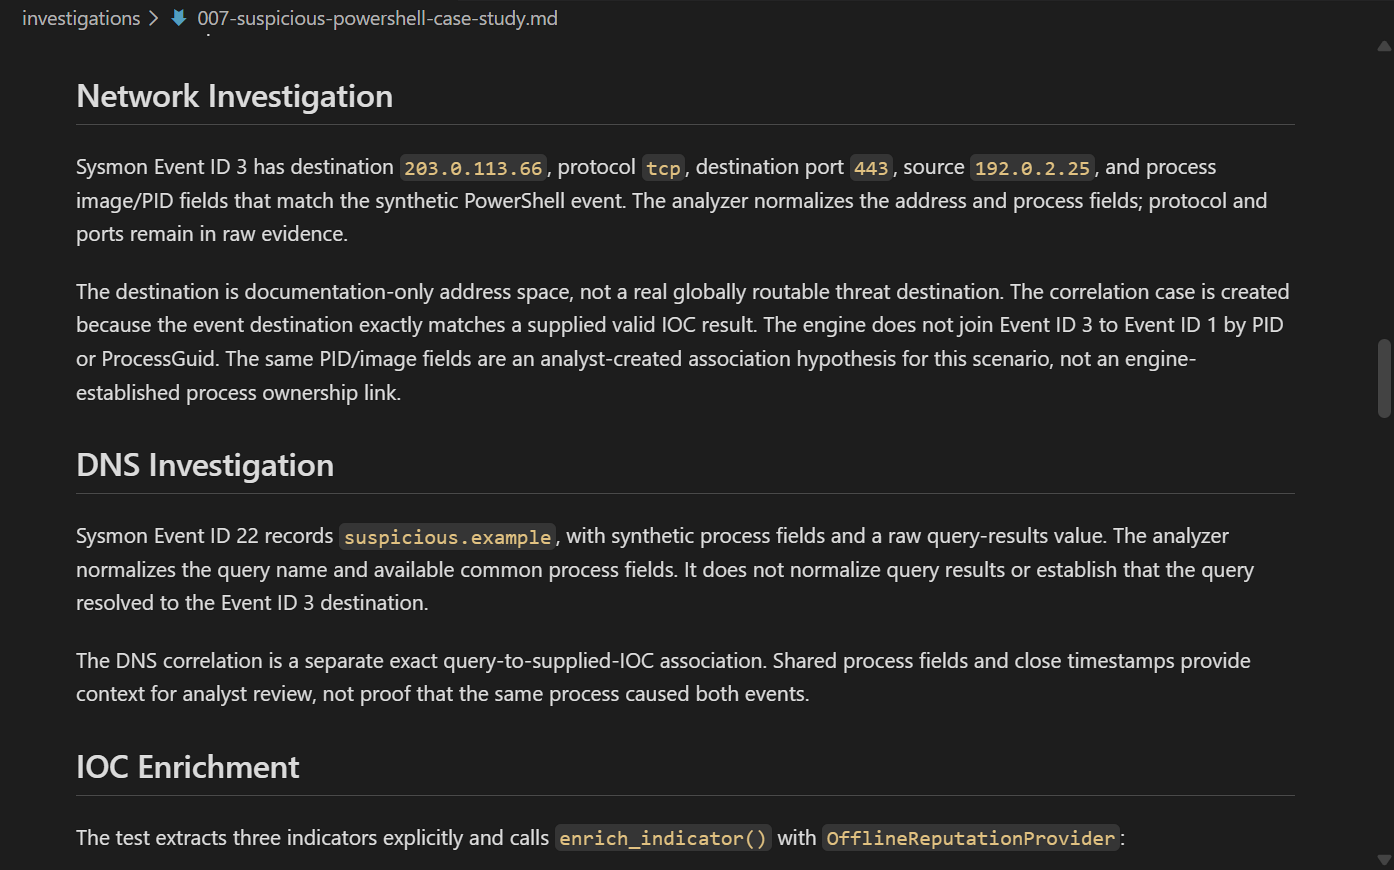 investigations > 007-suspicious-powershell-case-study.md
Network Investigation
Sysmon Event ID 3 has destination 203.0.113.66, protocol tcp, destination port 443, source 192.0.2.25, and process
image/PID fields that match the synthetic PowerShell event. The analyzer normalizes the address and process fields; protocol and
ports remain in raw evidence.
The destination is documentation-only address space, not a real globally routable threat destination. The correlation case is created
because the event destination exactly matches a supplied valid IOC result. The engine does not join Event ID 3 to Event ID 1 by PID
or ProcessGuid. The same PID/image fields are an analyst-created association hypothesis for this scenario, not an engine-
established process ownership link.
DNS Investigation
Sysmon Event ID 22 records suspicious.example, with synthetic process fields and a raw query-results value. The analyzer
normalizes the query name and available common process fields. It does not normalize query results or establish that the query
resolved to the Event ID 3 destination.
The DNS correlation is a separate exact query-to-supplied-IOC association. Shared process fields and close timestamps provide
context for analyst review, not proof that the same process caused both events.
IOC Enrichment
The test extracts three indicators explicitly and calls enrich_indicator() with OfflineReputationProvider: